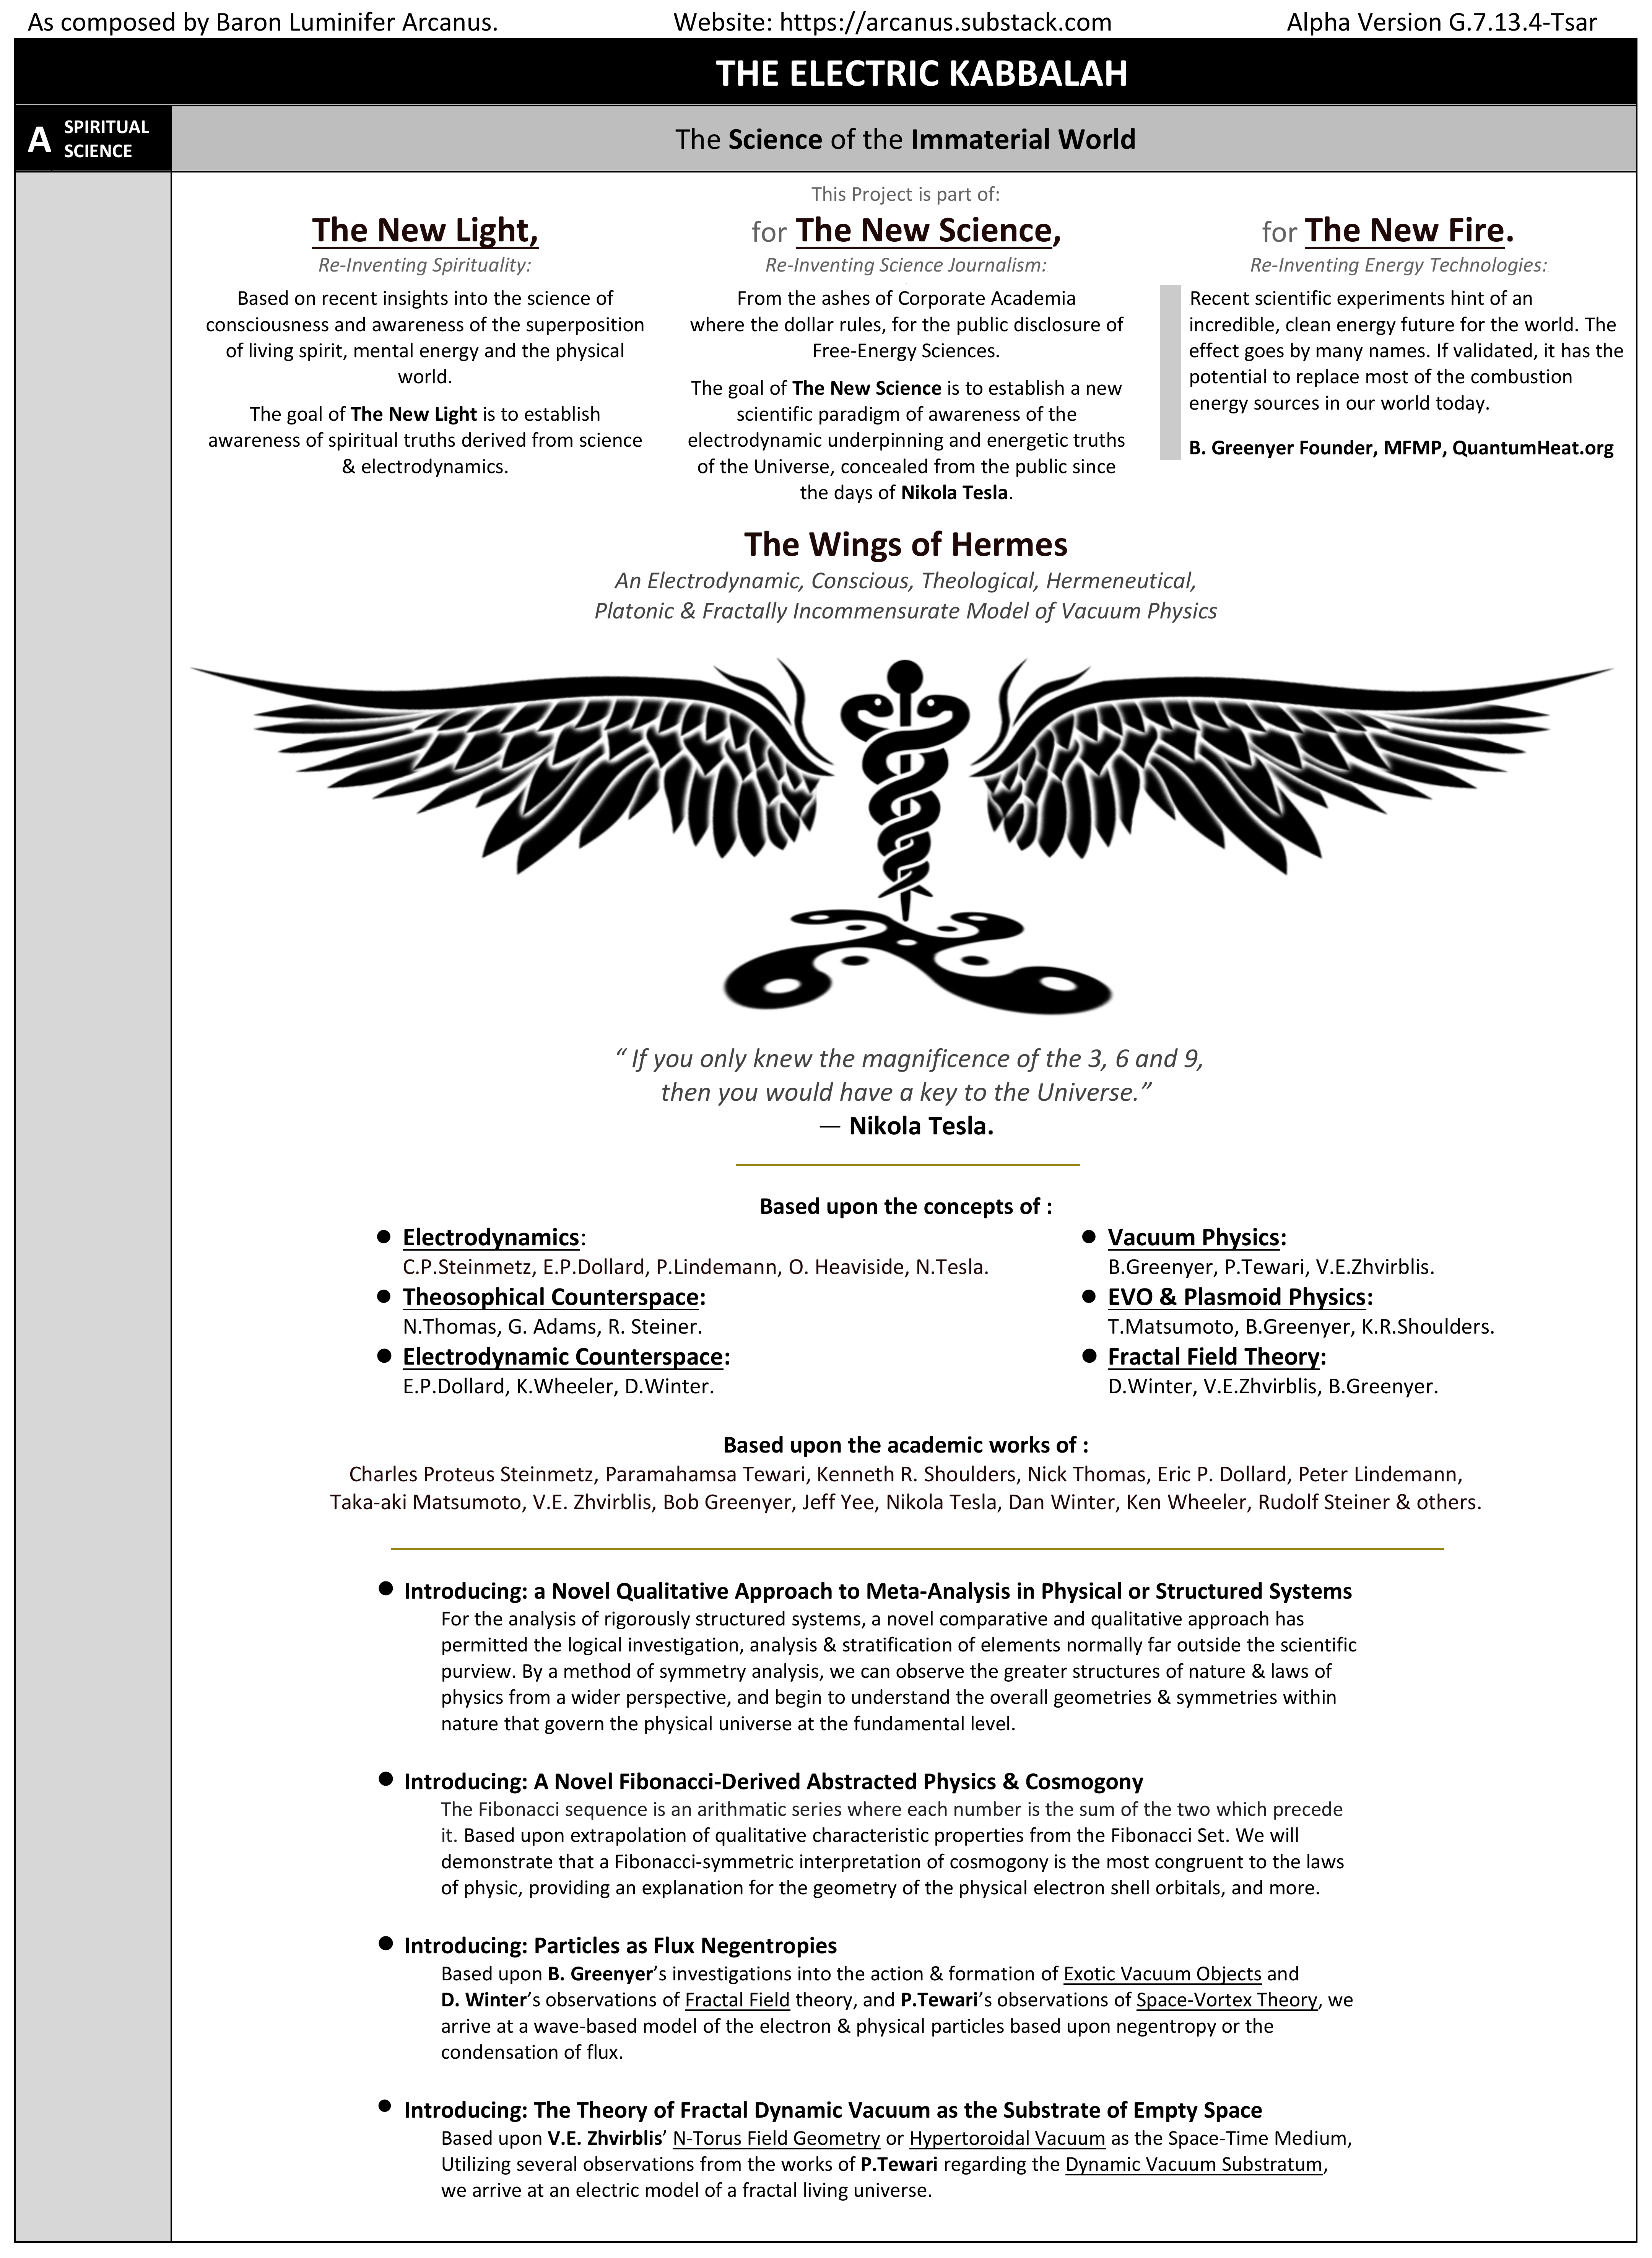 As composed by Baron Luminifer Arcanus. Website: https://arcanus.substack.com Alpha Version G.7.13.4-Tsar
THE ELECTRIC KABBALAH
A SPIRITUAL SCIENCE
The Science of the Immaterial World
This Project is part of:
The New Light,
Re-Inventing Spirituality:
Based on recent insights into the science of
consciousness and awareness of the superposition
of living spirit, mental energy and the physical
world.
The goal of The New Light is to establish
awareness of spiritual truths derived from science
& electrodynamics.
for The New Science,
Re-Inventing Science Journalism:
From the ashes of Corporate Academia
where the dollar rules, for the public disclosure of
Free-Energy Sciences.
The goal of The New Science is to establish a new
scientific paradigm of awareness of the
electrodynamic underpinning and energetic truths
of the Universe, concealed from the public since
the days of Nikola Tesla.
for The New Fire.
Re-Inventing Energy Technologies:
Recent scientific experiments hint of an
incredible, clean energy future for the world. The
effect goes by many names. If validated, it has the
potential to replace most of the combustion
energy sources in our world today.
B. Greenyer Founder, MFMP, QuantumHeat.org
The Wings of Hermes
An Electrodynamic, Conscious, Theological, Hermeneutical,
Platonic & Fractally Incommensurate Model of Vacuum Physics
“ If you only knew the magnificence of the 3, 6 and 9,
then you would have a key to the Universe.”
— Nikola Tesla.
Based upon the concepts of :
● Electrodynamics:
C.P.Steinmetz, E.P.Dollard, P.Lindemann, O. Heaviside, N.Tesla.
● Theosophical Counterspace:
N.Thomas, G. Adams, R. Steiner.
● Electrodynamic Counterspace:
E.P.Dollard, K.Wheeler, D.Winter.
● Vacuum Physics:
B.Greenyer, P.Tewari, V.E.Zhvirblis.
● EVO & Plasmoid Physics:
T.Matsumoto, B.Greenyer, K.R.Shoulders.
● Fractal Field Theory:
D.Winter, V.E.Zhvirblis, B.Greenyer.
Based upon the academic works of :
Charles Proteus Steinmetz, Paramahamsa Tewari, Kenneth R. Shoulders, Nick Thomas, Eric P. Dollard, Peter Lindemann,
Taka-aki Matsumoto, V.E. Zhvirblis, Bob Greenyer, Jeff Yee, Nikola Tesla, Dan Winter, Ken Wheeler, Rudolf Steiner & others.
● Introducing: a Novel Qualitative Approach to Meta-Analysis in Physical or Structured Systems
For the analysis of rigorously structured systems, a novel comparative and qualitative approach has
permitted the logical investigation, analysis & stratification of elements normally far outside the scientific
purview. By a method of symmetry analysis, we can observe the greater structures of nature & laws of
physics from a wider perspective, and begin to understand the overall geometries & symmetries within
nature that govern the physical universe at the fundamental level.
● Introducing: A Novel Fibonacci-Derived Abstracted Physics & Cosmogony
The Fibonacci sequence is an arithmatic series where each number is the sum of the two which precede
it. Based upon extrapolation of qualitative characteristic properties from the Fibonacci Set. We will
demonstrate that a Fibonacci-symmetric interpretation of cosmogony is the most congruent to the laws
of physic, providing an explanation for the geometry of the physical electron shell orbitals, and more.
● Introducing: Particles as Flux Negentropies
Based upon B. Greenyer’s investigations into the action & formation of Exotic Vacuum Objects and
D. Winter’s observations of Fractal Field theory, and P.Tewari’s observations of Space-Vortex Theory, we
arrive at a wave-based model of the electron & physical particles based upon negentropy or the
condensation of flux.
● Introducing: The Theory of Fractal Dynamic Vacuum as the Substrate of Empty Space
Based upon V.E. Zhvirblis’ N-Torus Field Geometry or Hypertoroidal Vacuum as the Space-Time Medium,
Utilizing several observations from the works of P.Tewari regarding the Dynamic Vacuum Substratum,
we arrive at an electric model of a fractal living universe.